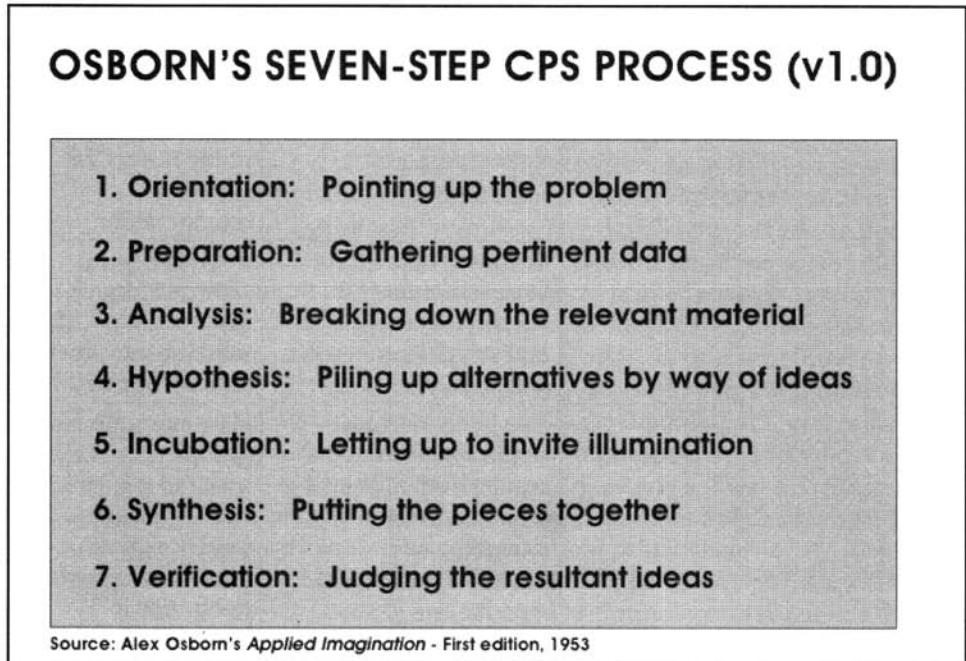 OSBORN'S SEVEN-STEP CPS PROCESS (v1.0)
1. Orientation: Pointing up the problem
2. Preparation: Gathering pertinent data
3. Analysis: Breaking down the relevant material
4. Hypothesis: Piling up alternatives by way of ideas
5. Incubation: Letting up to invite illumination
6. Synthesis: Putting the pieces together
7. Verification: Judging the resultant ideas
Source: Alex Osborn's Applied Imagination - First edition, 1953